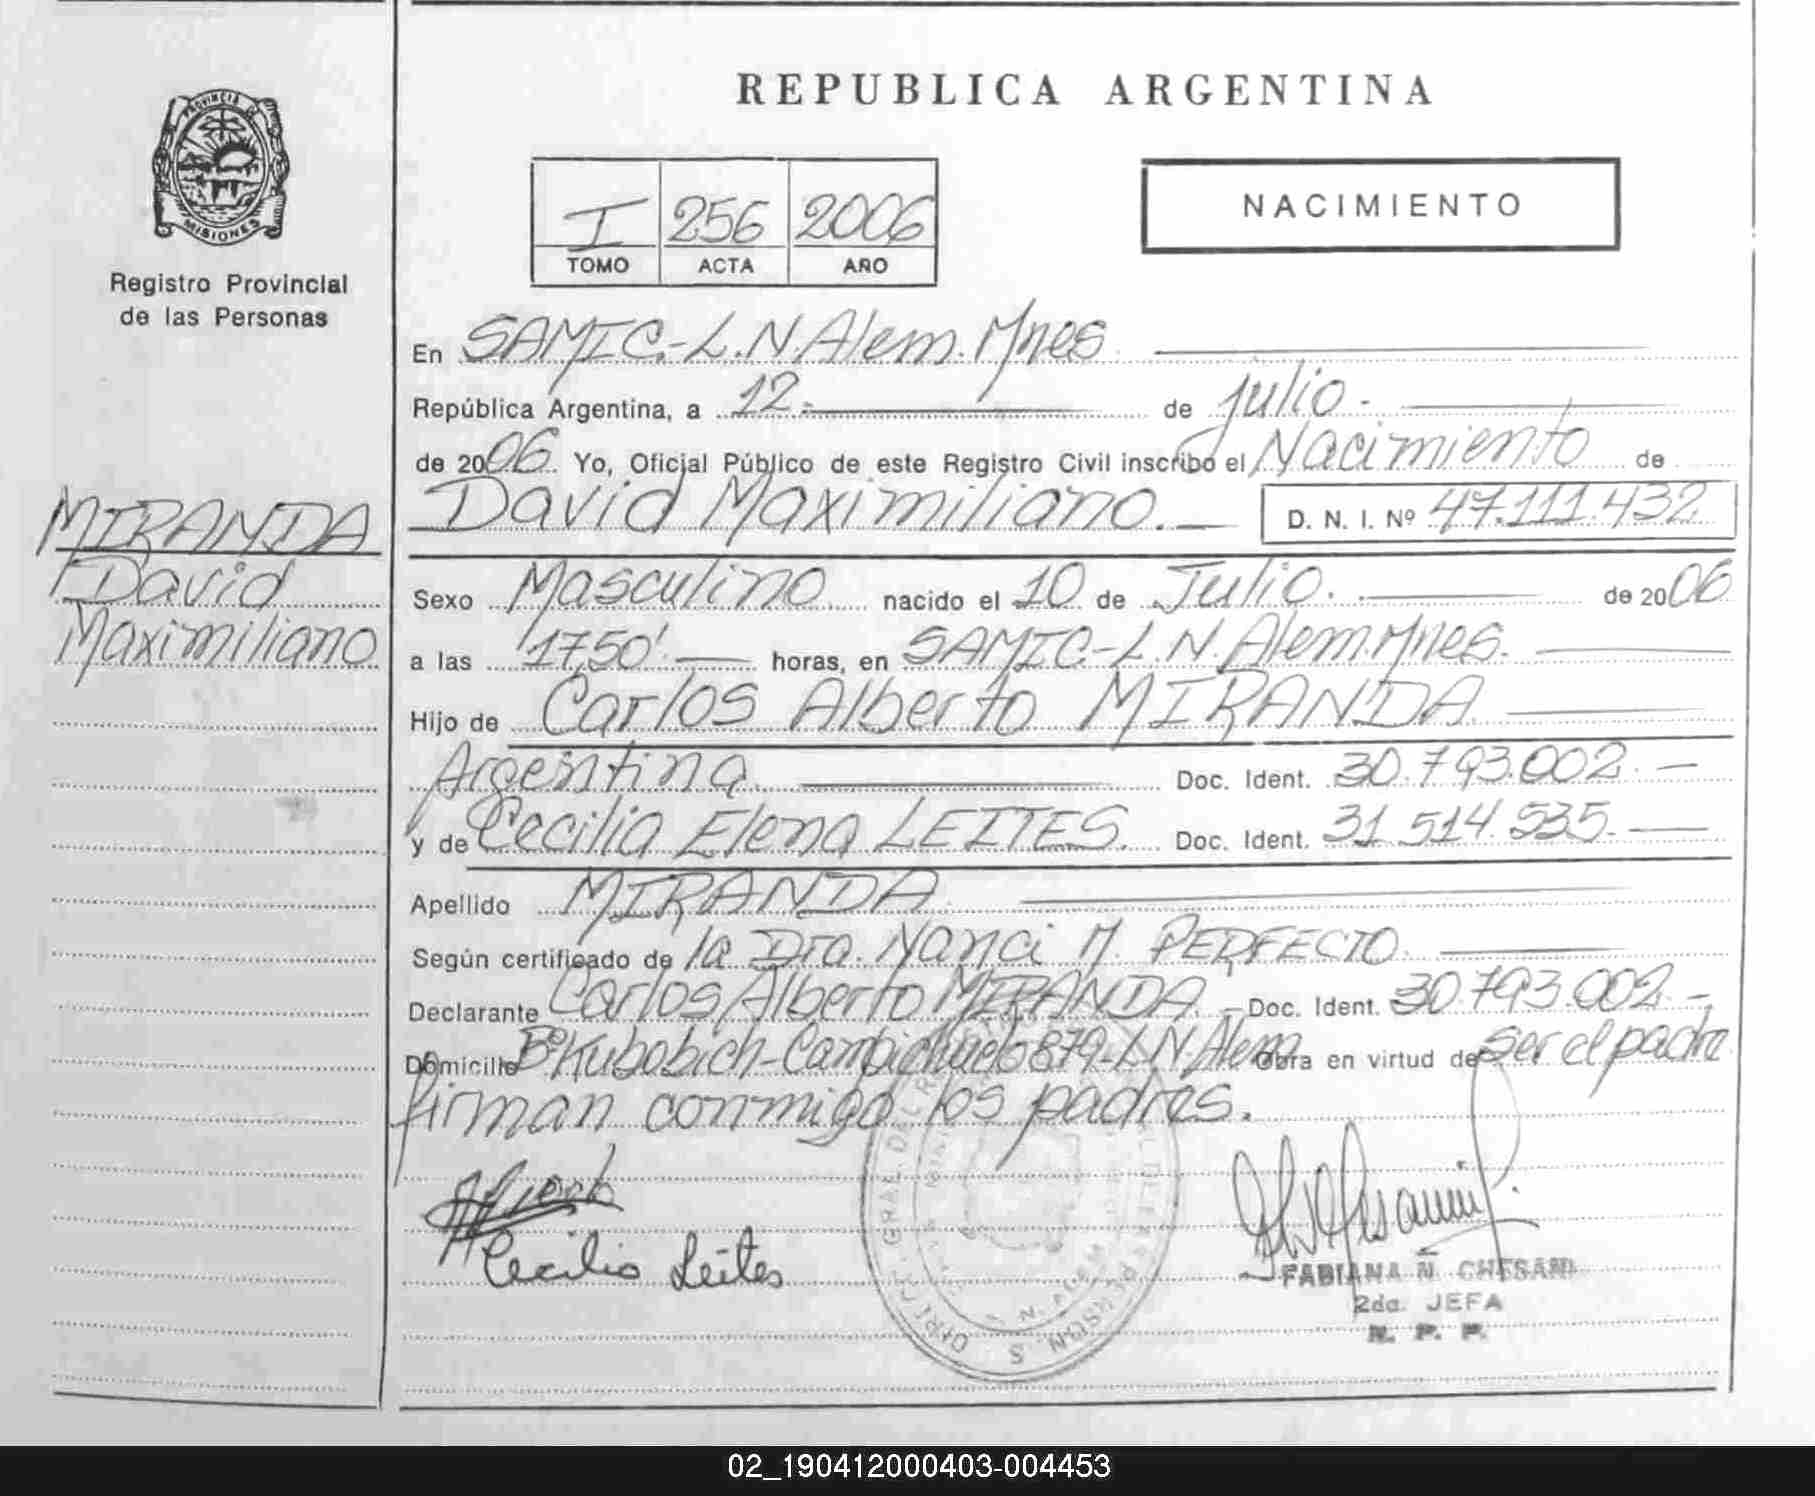 REPUBLICA ARGENTINA
PROVINCIA DE
MISIONES
Registro Provincial
de las Personas
I 256 2006
TOMO ACTA AÑO
NACIMIENTO
En SAMIC.-L.N.Alem.Mnes
República Argentina, a 12.- de julio.-
de 2006. Yo, Oficial Público de este Registro Civil inscribo el Nacimiento de
David Maximiliano.- D. N. I. Nº 47.111.432
MIRANDA
David
Maximiliano
Sexo Masculino nacido el 10 de Julio. de 2006
a las '17,50'.- horas, en SAMIC-L.N.Alem.Mnes.
Hijo de Carlos Alberto MIRANDA
Argentina. Doc. Ident. 30.793.002.-
y de Cecilia Elena LEITES. Doc. Ident. 31.514.535.-
Apellido MIRANDA
Según certificado de la Dra. Nanci M. PERFECTO.
Declarante Carlos Alberto MIRANDA.- Doc. Ident. 30.793.002.-
Domicilio Bº Kubobich-Campichuelo 879-L.N.Alem Obra en virtud de ser el padre
firman conmigo los padres.
Cecilia Leites
FABIANA N. CHESANI
2da. JEFA
R. P. P.
02_190412000403-004453